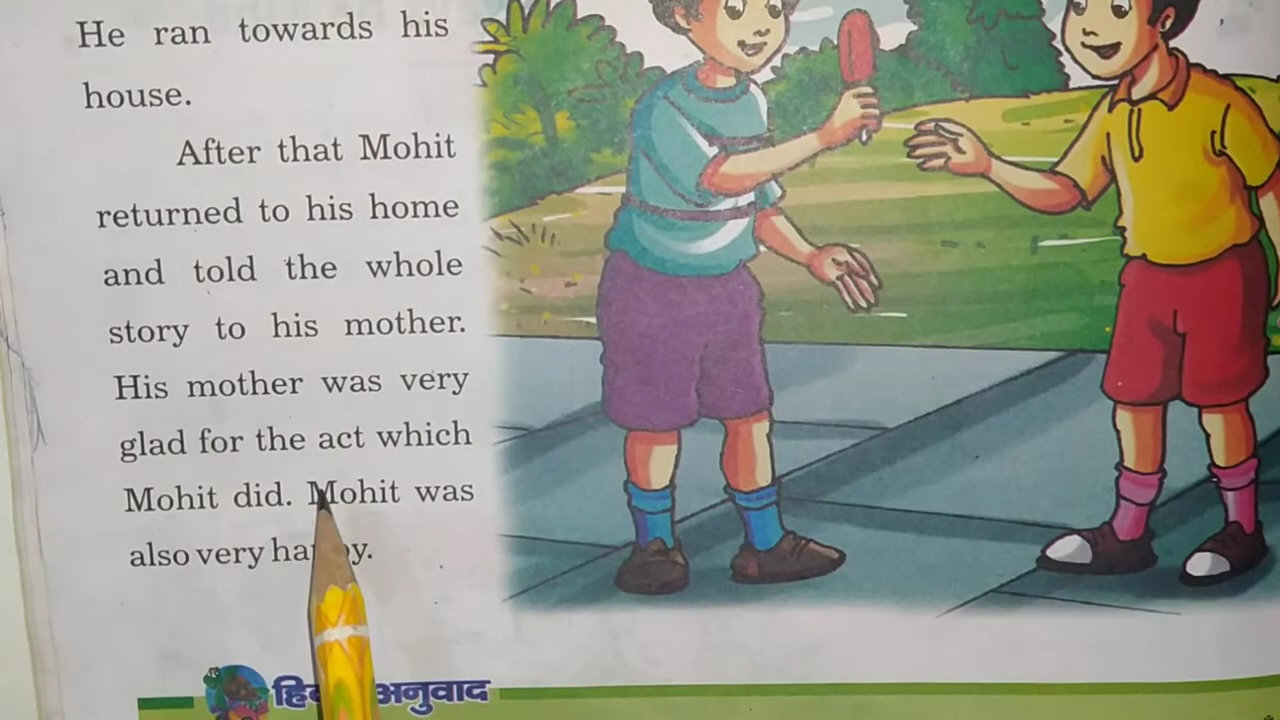 He ran towards his
house.
After that Mohit
returned to his home
and told the whole
story to his mother.
His mother was very
glad for the act which
Mohit did. Mohit was
also very
अनुवाद